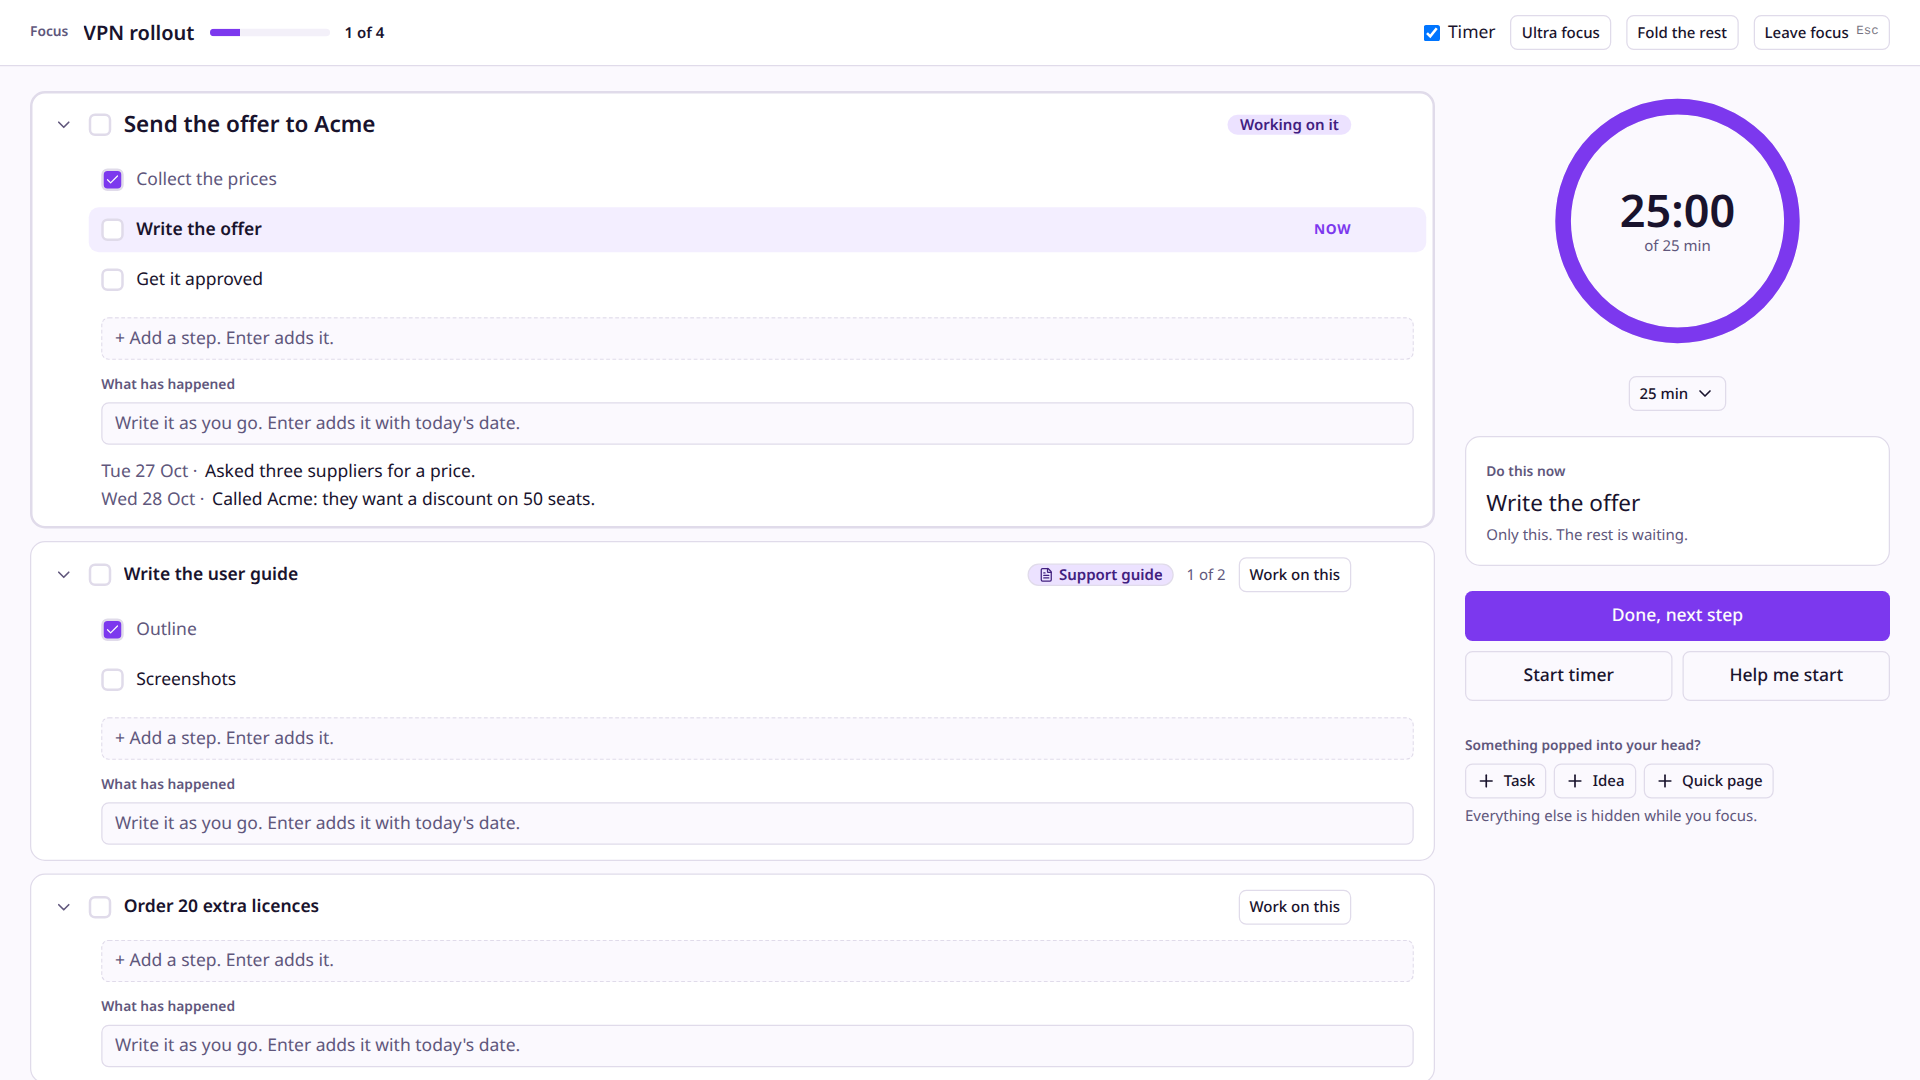 Focus VPN rollout 1 of 4
Timer Ultra focus Fold the rest Leave focus Esc
Send the offer to Acme Working on it
Collect the prices
Write the offer NOW
Get it approved
+ Add a step. Enter adds it.
What has happened
Write it as you go. Enter adds it with today's date.
Tue 27 Oct · Asked three suppliers for a price.
Wed 28 Oct · Called Acme: they want a discount on 50 seats.
Write the user guide Support guide 1 of 2 Work on this
Outline
Screenshots
+ Add a step. Enter adds it.
What has happened
Write it as you go. Enter adds it with today's date.
Order 20 extra licences Work on this
+ Add a step. Enter adds it.
What has happened
Write it as you go. Enter adds it with today's date.
25:00
of 25 min
25 min
Do this now
Write the offer
Only this. The rest is waiting.
Done, next step
Start timer Help me start
Something popped into your head?
+ Task + Idea + Quick page
Everything else is hidden while you focus.